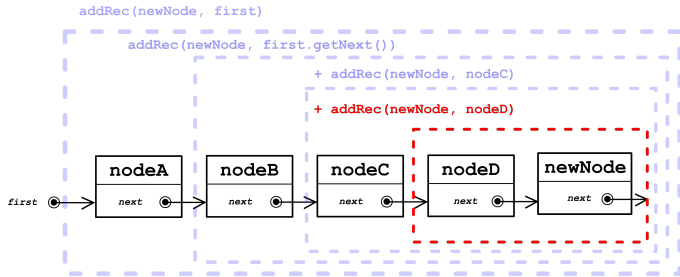 addRec(newNode, first)
addRec(newNode, first.getNext())
+ addRec(newNode, nodeC)
+ addRec(newNode, nodeD)
nodeA nodeB nodeC nodeD newNode
first next next next next next